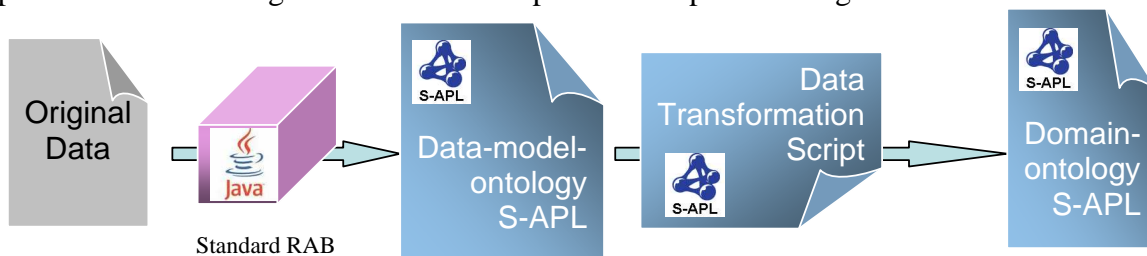 Original
Data
Java
Standard RAB
S-APL
Data-model-
ontology
S-APL
Data
Transformation
Script
S-APL
S-APL
Domain-
ontology
S-APL